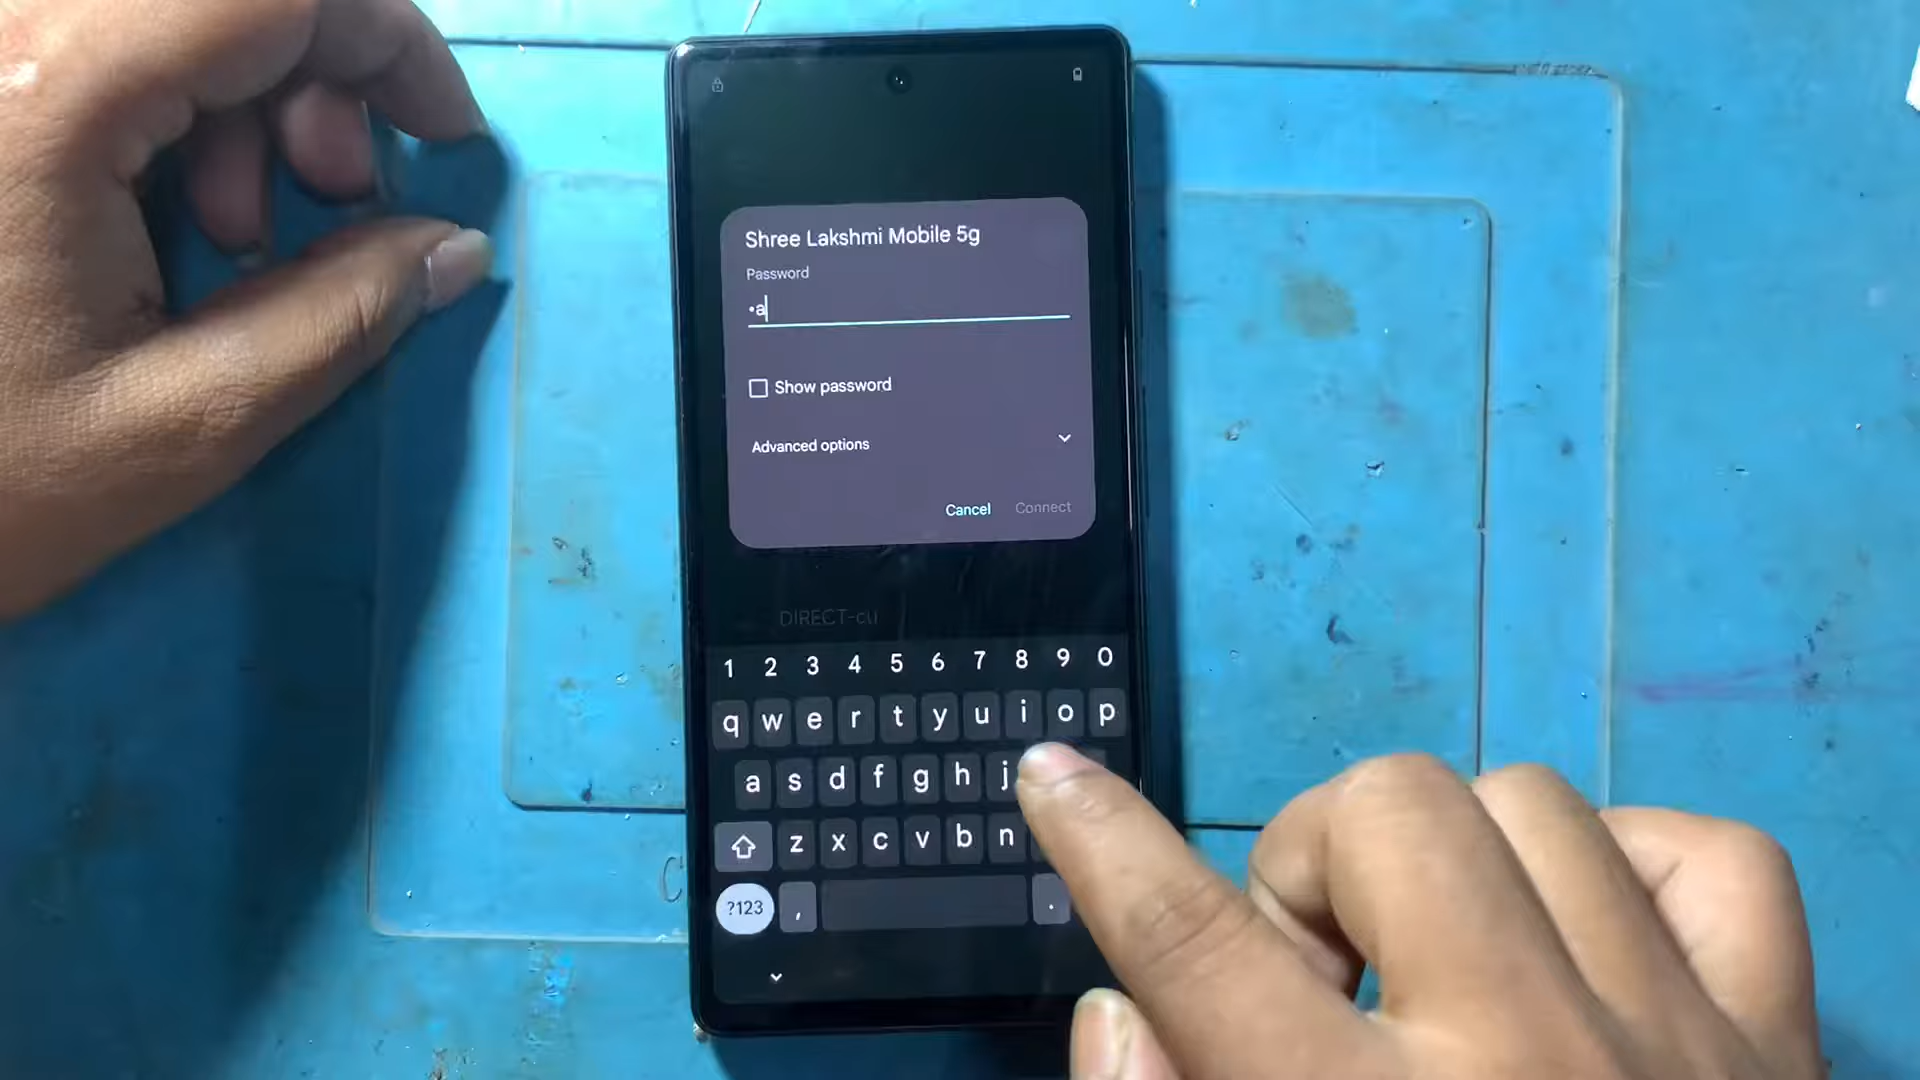 Shree Lakshmi Mobile 5g
Password
•a
Show password
Advanced options
Cancel Connect
DIRECT-cu
1 2 3 4 5 6 7 8 9 0
q w e r t y u i o p
a s d f g h j
z x c v b n
?123 , .